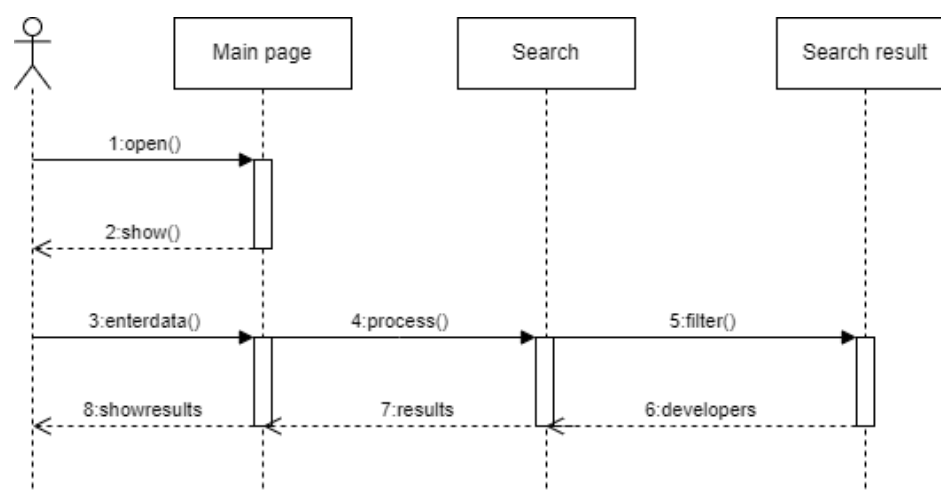 Main page
Search
Search result
1:open()
2:show()
3:enterdata()
4:process()
5:filter()
8:showresults
7:results
6:developers